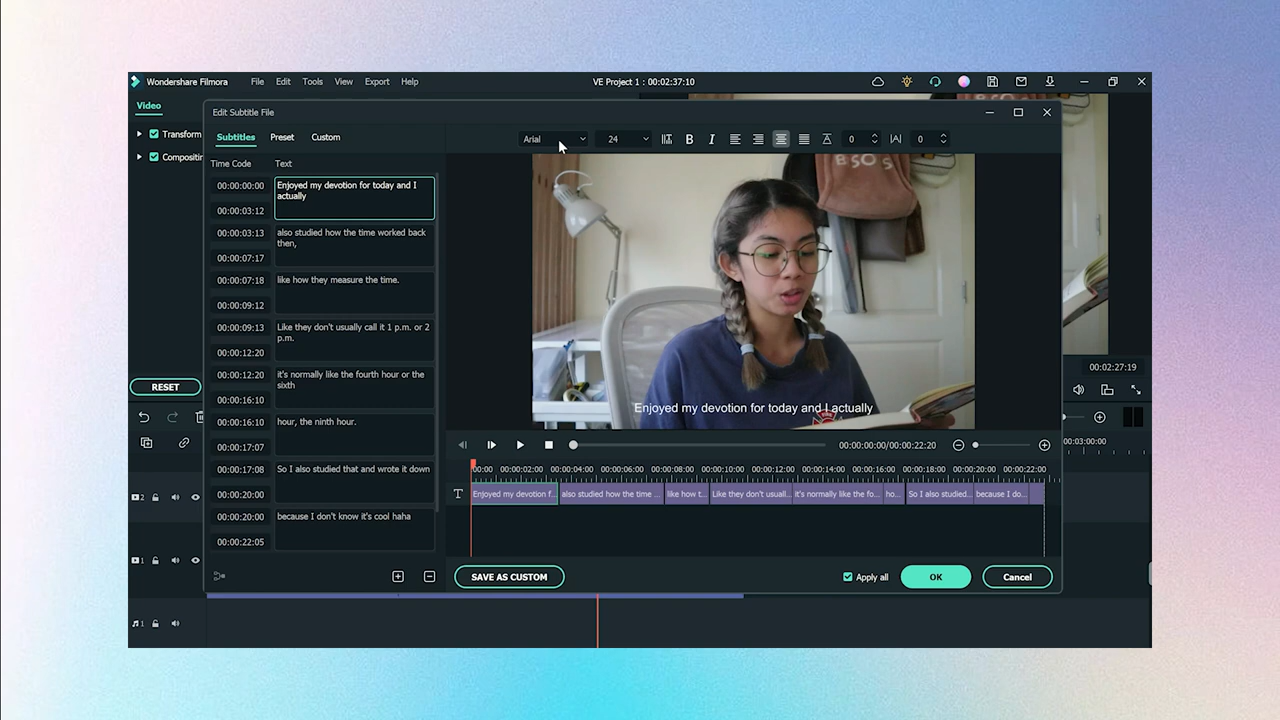 Wondershare Filmora File Edit Tools View Export Help VE Project 1 : 00:02:37:10
Video
Edit Subtitle File
Subtitles Preset Custom
Arial 24 B I 0 0
Transform
Compositin
Time Code Text
00:00:00:00 Enjoyed my devotion for today and I
actually
00:00:03:12
00:00:03:13 also studied how the time worked back
then,
00:00:07:17
00:00:07:18 like how they measure the time.
00:00:09:12
00:00:09:13 Like they don't usually call it 1 p.m. or 2
p.m.
00:00:12:20
00:00:12:20 it's normally like the fourth hour or the
sixth
00:00:16:10
00:00:16:10 hour, the ninth hour.
00:00:17:07
00:00:17:08 So I also studied that and wrote it down
00:00:20:00
00:00:20:00 because I don't know it's cool haha
00:00:22:05
BSO S
Enjoyed my devotion for today and I actually
00:02:27:19
RESET
00:00:00:00/00:00:22:20
00:03:00:00
00:00 00:00:02:00 00:00:04:00 00:00:06:00 00:00:08:00 00:00:10:00 00:00:12:00 00:00:14:00 00:00:16:00 00:00:18:00 00:00:20:00 00:00:22:00
T Enjoyed my devotion f... also studied how the time ... like how t... Like they don't usuall... it's normally like the fo... ho... So I also studied... because I do...
2
1
SAVE AS CUSTOM Apply all OK Cancel
1